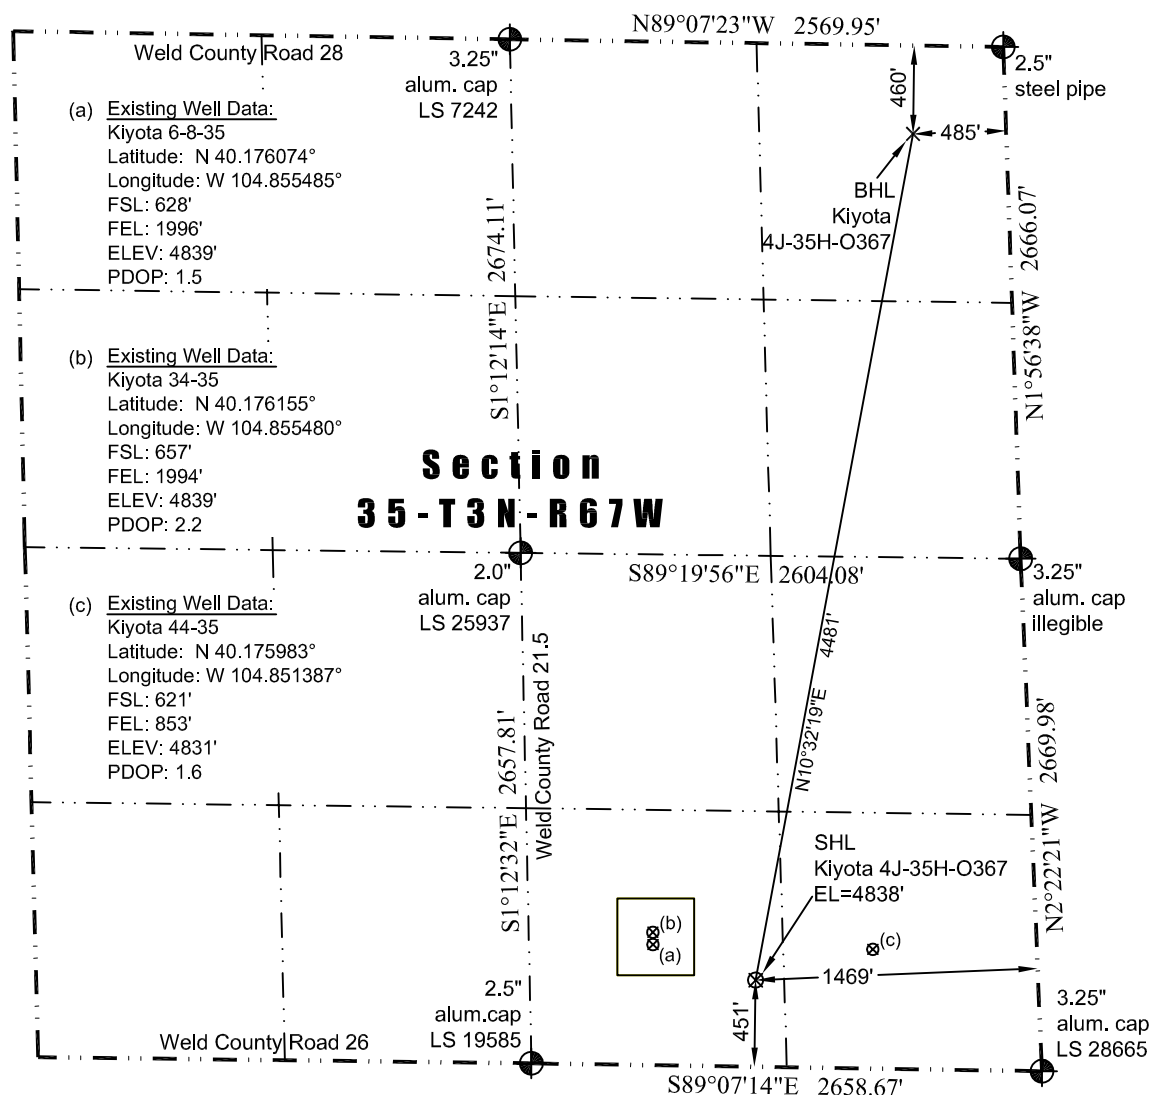 N89°07'23"W 2569.95'
Weld County Road 28
3.25"
alum. cap
LS 7242
2.5"
steel pipe
460'
485'
(a) Existing Well Data:
Kiyota 6-8-35
Latitude: N 40.176074°
Longitude: W 104.855485°
FSL: 628'
FEL: 1996'
ELEV: 4839'
PDOP: 1.5
BHL
Kiyota
4J-35H-O367
S1°12'14"E 2674.11'
N1°56'38"W 2666.07'
(b) Existing Well Data:
Kiyota 34-35
Latitude: N 40.176155°
Longitude: W 104.855480°
FSL: 657'
FEL: 1994'
ELEV: 4839'
PDOP: 2.2
Section
35-T3N-R67W
2.0"
alum. cap
LS 25937
S89°19'56"E 2604.08'
3.25"
alum. cap
illegible
(c) Existing Well Data:
Kiyota 44-35
Latitude: N 40.175983°
Longitude: W 104.851387°
FSL: 621'
FEL: 853'
ELEV: 4831'
PDOP: 1.6
N10°32'19"E 4481'
S1°12'32"E 2657.81'
Weld County Road 21.5
N2°22'21"W 2669.98'
SHL
Kiyota 4J-35H-O367
EL=4838'
(b)
(a)
(c)
1469'
451'
2.5"
alum.cap
LS 19585
3.25"
alum. cap
LS 28665
Weld County Road 26
S89°07'14"E 2658.67'